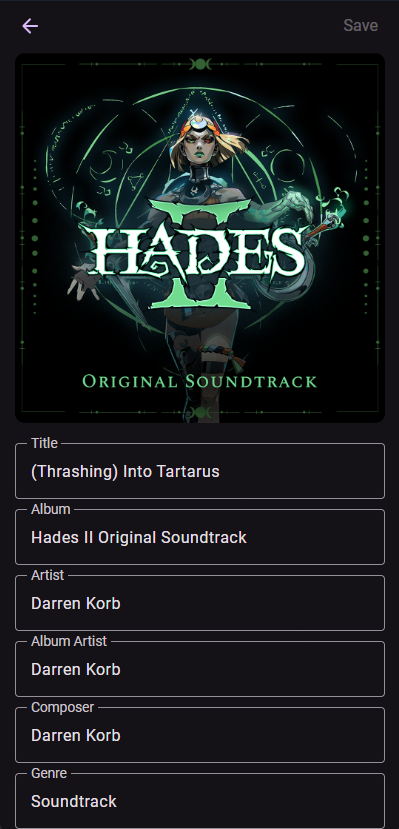 Save
II
HADES
ORIGINAL SOUNDTRACK
Title
(Thrashing) Into Tartarus
Album
Hades II Original Soundtrack
Artist
Darren Korb
Album Artist
Darren Korb
Composer
Darren Korb
Genre
Soundtrack